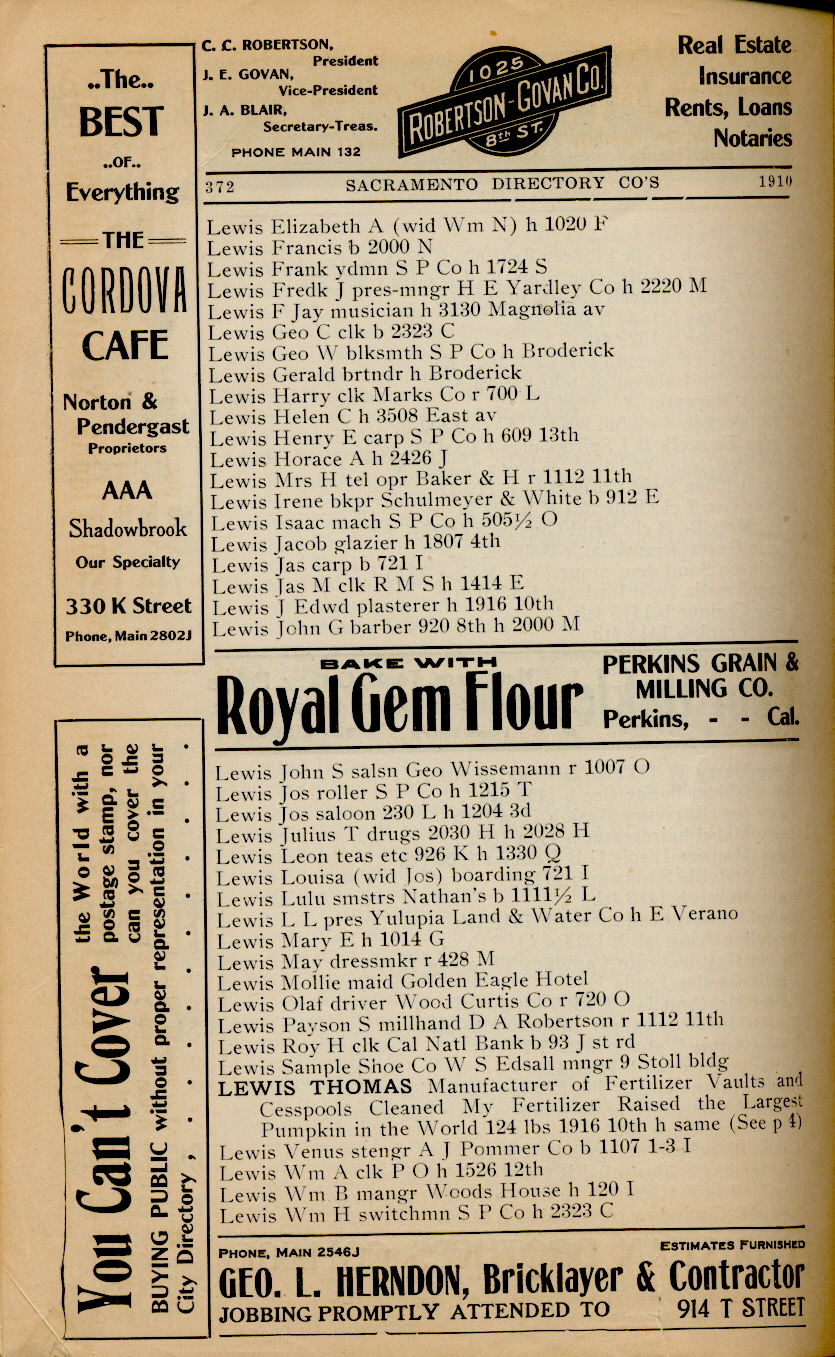 ..The..
BEST
..OF..
Everything
THE
CORDOVA
CAFE
Norton &
Pendergast
Proprietors
AAA
Shadowbrook
Our Specialty
330 K Street
Phone, Main 2802J
You Can't Cover the World with a
postage stamp, nor
can you cover the
BUYING PUBLIC without proper representation in your
City Directory , . . . . . . . . . .
C. C. ROBERTSON,
President
J. E. GOVAN,
Vice-President
J. A. BLAIR,
Secretary-Treas.
PHONE MAIN 132
1025
ROBERTSON-GOVAN CO.
8th ST.
Real Estate
Insurance
Rents, Loans
Notaries
372 SACRAMENTO DIRECTORY CO'S 1910
Lewis Elizabeth A (wid Wm N) h 1020 F
Lewis Francis b 2000 N
Lewis Frank ydmn S P Co h 1724 S
Lewis Fredk J pres-mngr H E Yardley Co h 2220 M
Lewis F Jay musician h 3130 Magnolia av
Lewis Geo C clk b 2323 C
Lewis Geo W blksmth S P Co h Broderick
Lewis Gerald brtndr h Broderick
Lewis Harry clk Marks Co r 700 L
Lewis Helen C h 3508 East av
Lewis Henry E carp S P Co h 609 13th
Lewis Horace A h 2426 J
Lewis Mrs H tel opr Baker & H r 1112 11th
Lewis Irene bkpr Schulmeyer & White b 912 E
Lewis Isaac mach S P Co h 505½ O
Lewis Jacob glazier h 1807 4th
Lewis Jas carp b 721 I
Lewis Jas M clk R M S h 1414 E
Lewis J Edwd plasterer h 1916 10th
Lewis John G barber 920 8th h 2000 M
BAKE WITH
Royal Gem Flour
PERKINS GRAIN &
MILLING CO.
Perkins, - - Cal.
Lewis John S salsn Geo Wissemann r 1007 O
Lewis Jos roller S P Co h 1215 T
Lewis Jos saloon 230 L h 1204 3d
Lewis Julius T drugs 2030 H h 2028 H
Lewis Leon teas etc 926 K h 1330 Q
Lewis Louisa (wid Jos) boarding 721 I
Lewis Lulu smstrs Nathan's b 1111½ L
Lewis L L pres Yulupia Land & Water Co h E Verano
Lewis Mary E h 1014 G
Lewis May dressmkr r 428 M
Lewis Mollie maid Golden Eagle Hotel
Lewis Olaf driver Wood Curtis Co r 720 O
Lewis Payson S millhand D A Robertson r 1112 11th
Lewis Roy H clk Cal Natl Bank b 93 J st rd
Lewis Sample Shoe Co W S Edsall mngr 9 Stoll bldg
LEWIS THOMAS Manufacturer of Fertilizer Vaults and
Cesspools Cleaned My Fertilizer Raised the Largest
Pumpkin in the World 124 lbs 1916 10th h same (See p 4)
Lewis Venus stengr A J Pommer Co b 1107 1-3 I
Lewis Wm A clk P O h 1526 12th
Lewis Wm B mangr Woods House h 120 I
Lewis Wm H switchmn S P Co h 2323 C
PHONE, MAIN 2546J ESTIMATES FURNISHED
GEO. L. HERNDON, Bricklayer & Contractor
JOBBING PROMPTLY ATTENDED TO 914 T STREET